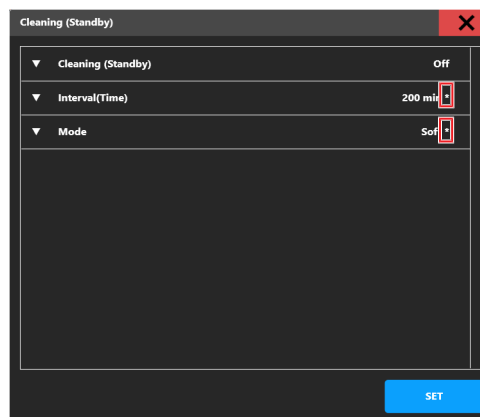 Cleaning (Standby)
Cleaning (Standby) Off
Interval(Time) 200 min *
Mode Sof *
SET